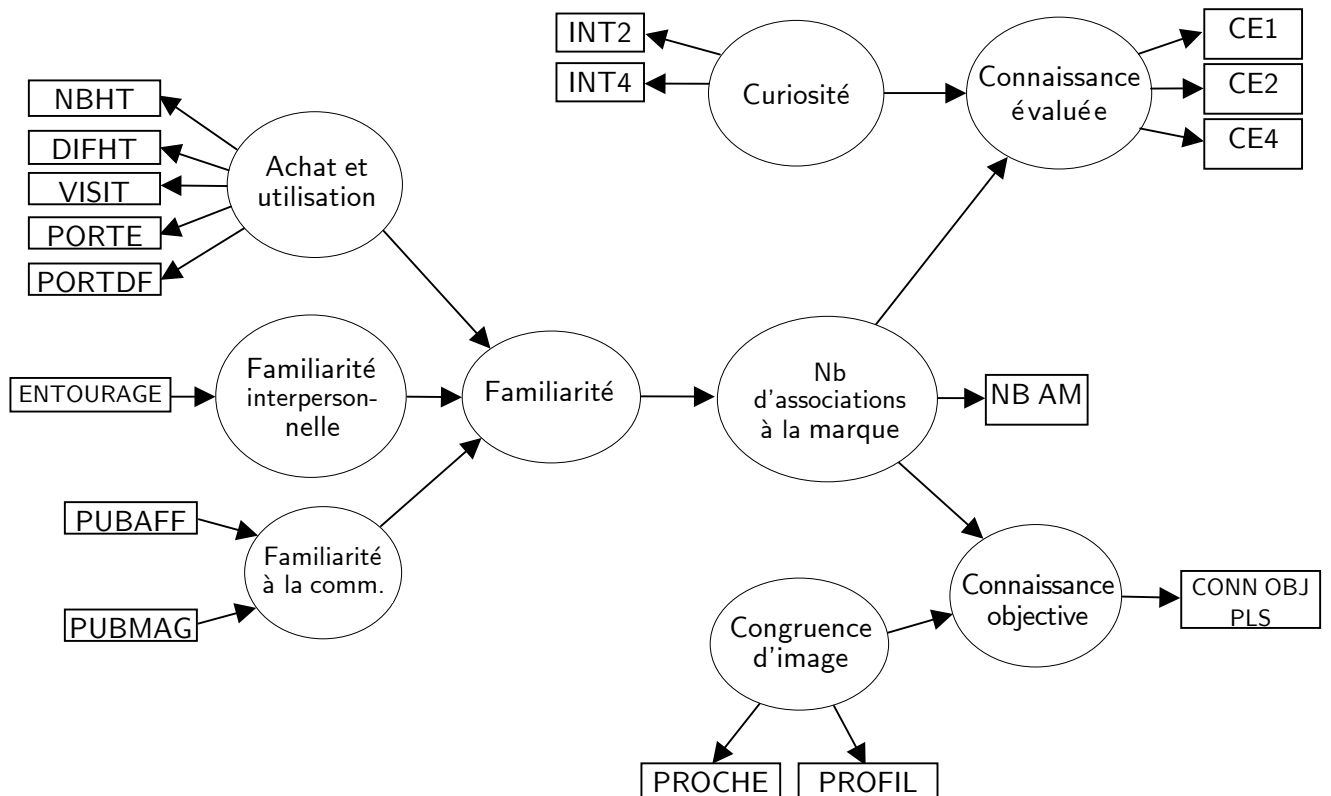 INT2
INT4
Curiosité
Connaissance
évaluée
CE1
CE2
CE4
NBHT
DIFHT
VISIT
PORTE
PORTDF
Achat et
utilisation
ENTOURAGE
Familiarité
interperson-
nelle
Familiarité
Nb
d'associations
à la marque
NB AM
PUBAFF
PUBMAG
Familiarité
à la comm.
Congruence
d'image
Connaissance
objective
CONN OBJ
PLS
PROCHE
PROFIL